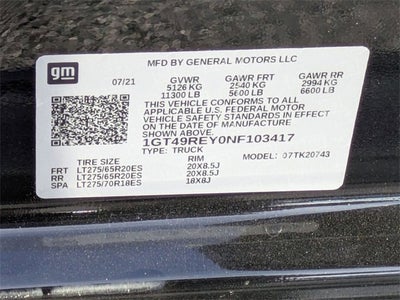 gm
MFD BY GENERAL MOTORS LLC
07/21 GVWR GAWR FRT GAWR RR
5126 KG 2540 KG 2994 KG
11300 LB 5600 LB 6600 LB
THIS VEHICLE CONFORMS TO ALL APPLICABLE
U.S. FEDERAL MOTOR
VEHICLE SAFETY STANDARDS IN EFFECT
ON THE DATE OF MANUFACTURE
SHOWN ABOVE.
1GT49REY0NF103417
TYPE: TRUCK MODEL: 07TK20743
TIRE SIZE RIM
FRT LT275/65R20ES 20X8.5J
RR LT275/65R20ES 20X8.5J
SPA LT275/70R18ES 18X8J